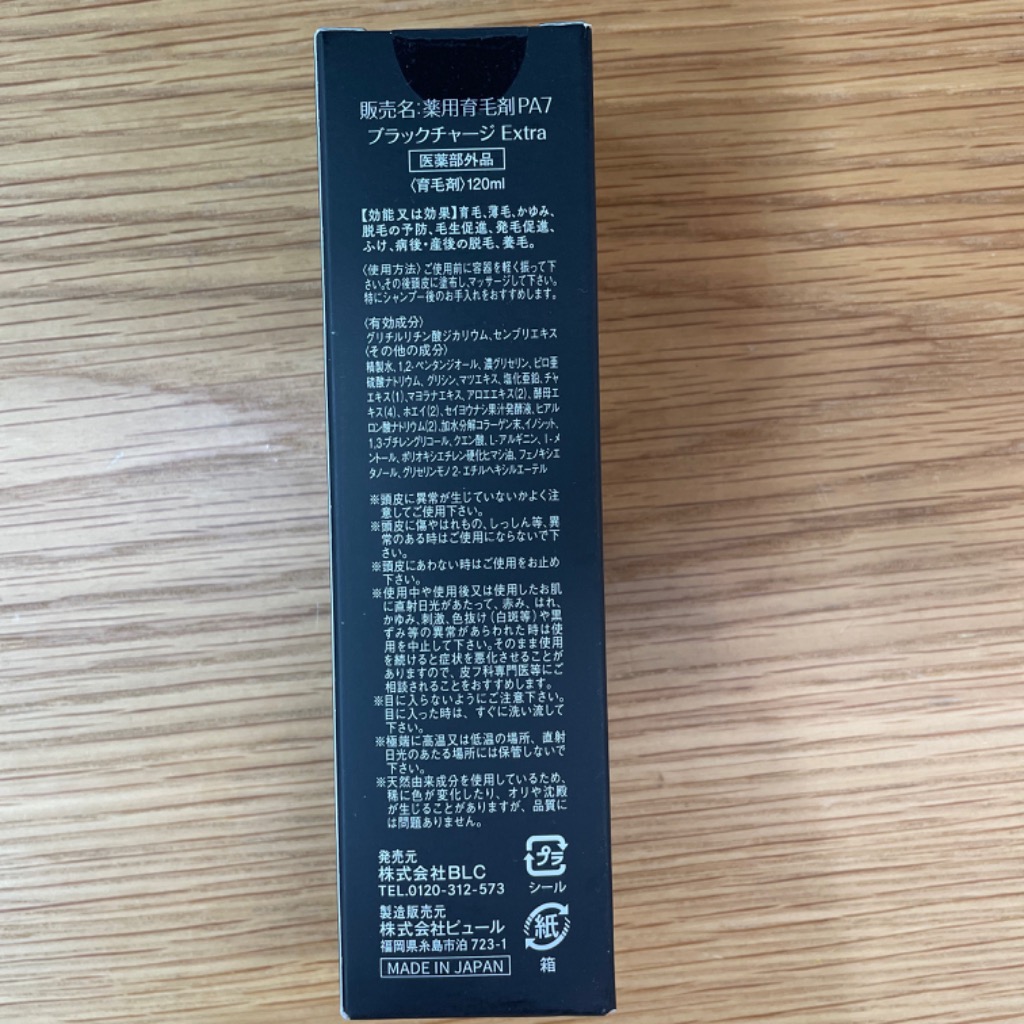 販売名:薬用育毛剤PA7
ブラックチャージ Extra
医薬部外品
〈育毛剤〉120ml
【効能又は効果】育毛、薄毛、かゆみ、
脱毛の予防、毛生促進、発毛促進、
ふけ、病後・産後の脱毛、養毛。
〈使用方法〉ご使用前に容器を軽く振って下
さい。その後頭皮に塗布し、マッサージして下さい。
特にシャンプー後のお手入れをおすすめします。
〈有効成分〉
グリチルリチン酸ジカリウム、センブリエキス
〈その他の成分〉
精製水、1,2-ペンタンジオール、濃グリセリン、ピロ亜
硫酸ナトリウム、グリシン、マツエキス、塩化亜鉛、チャ
エキス(1)、マヨラナエキス、アロエエキス(2)、酵母エ
キス(4)、ホエイ(2)、セイヨウナシ果汁発酵液、ヒアル
ロン酸ナトリウム(2)、加水分解コラーゲン末、イノシット、
1,3-ブチレングリコール、クエン酸、L-アルギニン、l-メ
ントール、ポリオキシエチレン硬化ヒマシ油、フェノキシエ
タノール、グリセリンモノ2-エチルヘキシルエーテル
※頭皮に異常が生じていないかよく注
意してご使用下さい。
※頭皮に傷やはれもの、しっしん等、異
常のある時はご使用にならないで下
さい。
※頭皮にあわない時はご使用をお止め
下さい。
※使用中や使用後又は使用したお肌
に直射日光があたって、赤み、はれ、
かゆみ、刺激、色抜け(白斑等)や黒
ずみ等の異常があらわれた時は使
用を中止して下さい。そのまま使用
を続けると症状を悪化させることが
ありますので、皮フ科専門医等にご
相談されることをおすすめします。
※目に入らないようにご注意下さい。
目に入った時は、すぐに洗い流して
下さい。
※極端に高温又は低温の場所、直射
日光のあたる場所には保管しないで
下さい。
※天然由来成分を使用しているため、
稀に色が変化したり、オリや沈殿
が生じることがありますが、品質に
は問題ありません。
発売元
株式会社BLC
TEL.0120-312-573
製造販売元
株式会社ピュール
福岡県糸島市泊 723-1
MADE IN JAPAN
プラ
シール
紙
箱